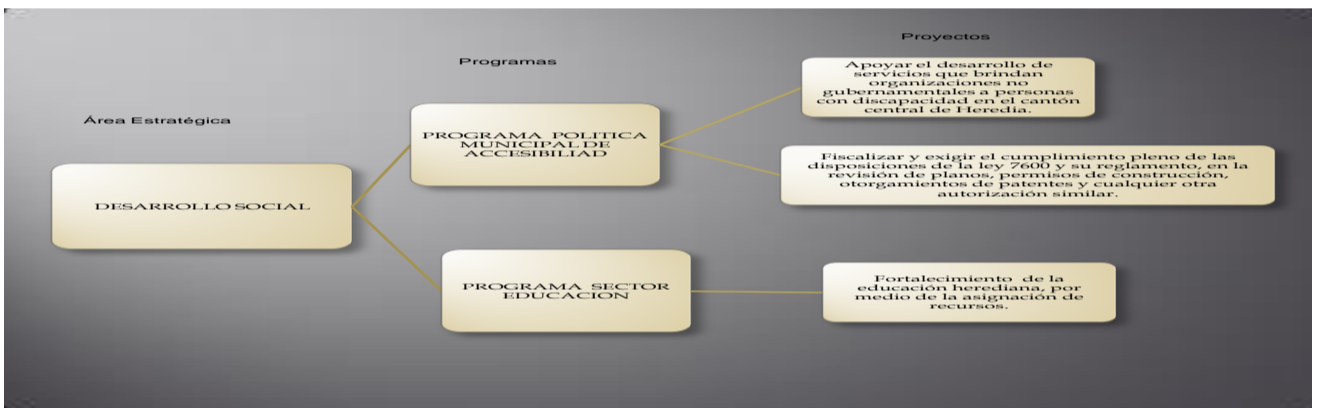 Proyectos
Programas
Área Estratégica
Apoyar el desarrollo de
servicios que brindan
organizaciones no
gubernamentales a personas
con discapacidad en el cantón
central de Heredia.
PROGRAMA POLITICA
MUNICIPAL DE
ACCESIBILIAD
Fiscalizar y exigir el cumplimiento pleno de las
disposiciones de la ley 7600 y su reglamento, en la
revisión de planos, permisos de construcción,
otorgamientos de patentes y cualquier otra
autorización similar.
DESARROLLO SOCIAL
PROGRAMA SECTOR
EDUCACION
Fortalecimiento de la
educación herediana, por
medio de la asignación de
recursos.